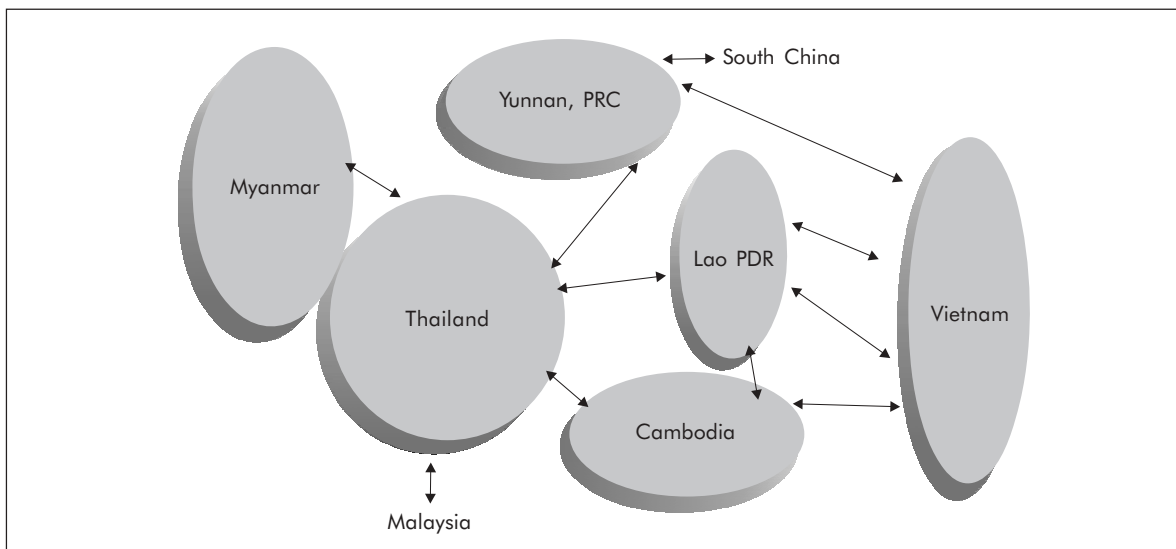 South China
Yunnan, PRC
Myanmar
Lao PDR
Thailand
Vietnam
Cambodia
Malaysia